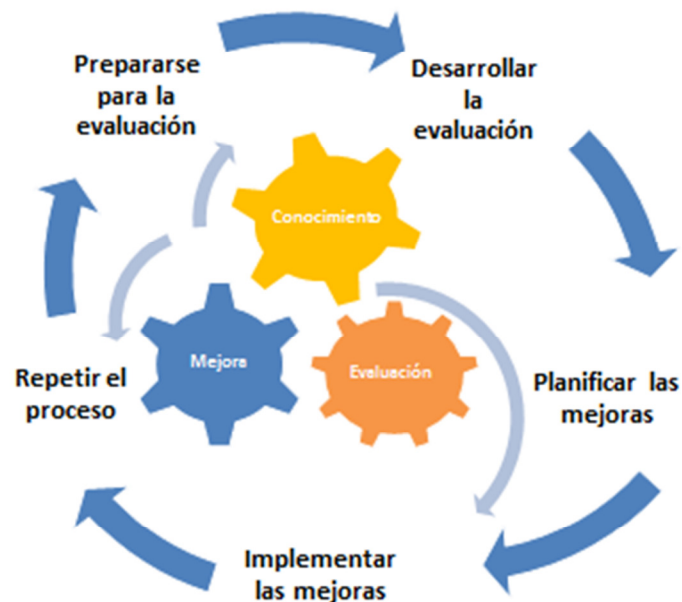 Prepararse
para la
evaluación
Desarrollar
la
evaluación
Conocimiento
Mejora
Evaluación
Repetir el
proceso
Planificar las
mejoras
Implementar
las mejoras